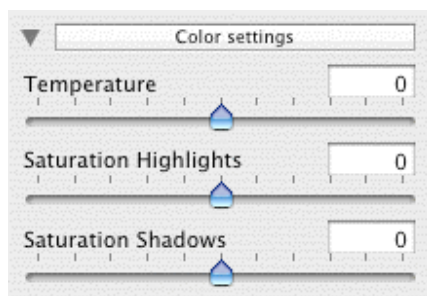 Color settings
Temperature 0
Saturation Highlights 0
Saturation Shadows 0